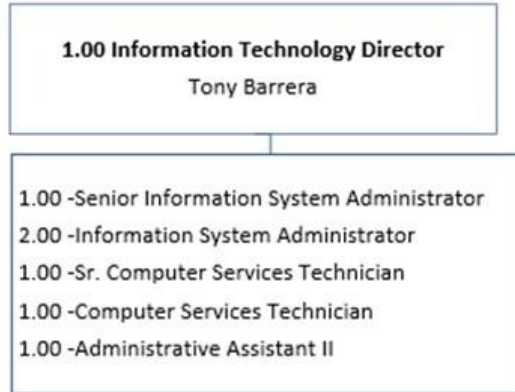 1.00 Information Technology Director
Tony Barrera
1.00 -Senior Information System Administrator
2.00 -Information System Administrator
1.00 -Sr. Computer Services Technician
1.00 -Computer Services Technician
1.00 -Administrative Assistant II